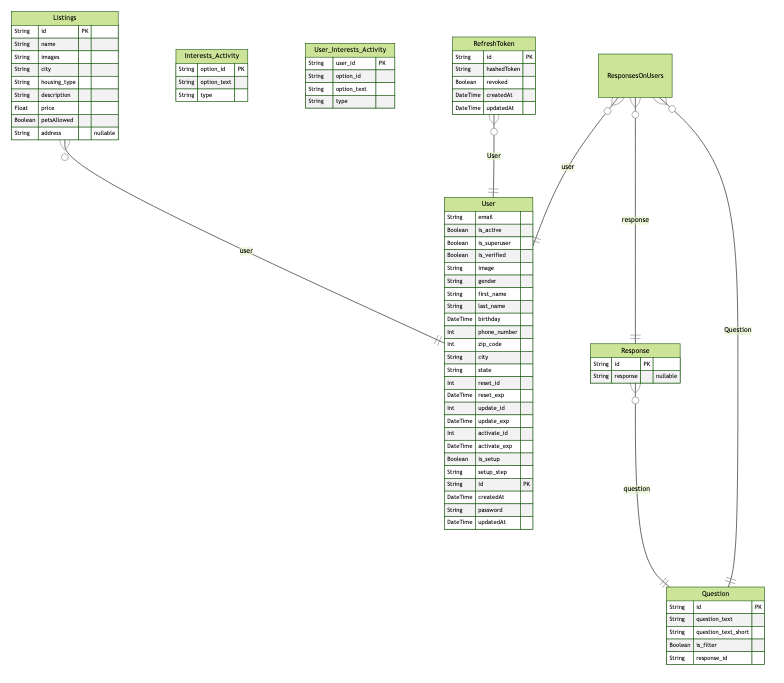 Listings
String id PK
String name
String images
String city
String housing_type
String description
Float price
Boolean petsAllowed
String address nullable
Interests_Activity
String option_id PK
String option_text
String type
User_Interests_Activity
String user_id PK
String option_id
String option_text
String type
RefreshToken
String id PK
String hashedToken
Boolean revoked
DateTime createdAt
DateTime updatedAt
ResponsesOnUsers
User
user
response
user
Question
question
User
String email
Boolean is_active
Boolean is_superuser
Boolean is_verified
String image
String gender
String first_name
String last_name
DateTime birthday
Int phone_number
Int zip_code
String city
String state
Int reset_id
DateTime reset_exp
Int update_id
DateTime update_exp
Int activate_id
DateTime activate_exp
Boolean is_setup
String setup_step
String id PK
DateTime createdAt
String password
DateTime updatedAt
Response
String id PK
String response nullable
Question
String id PK
String question_text
String question_text_short
Boolean is_filter
String response_id